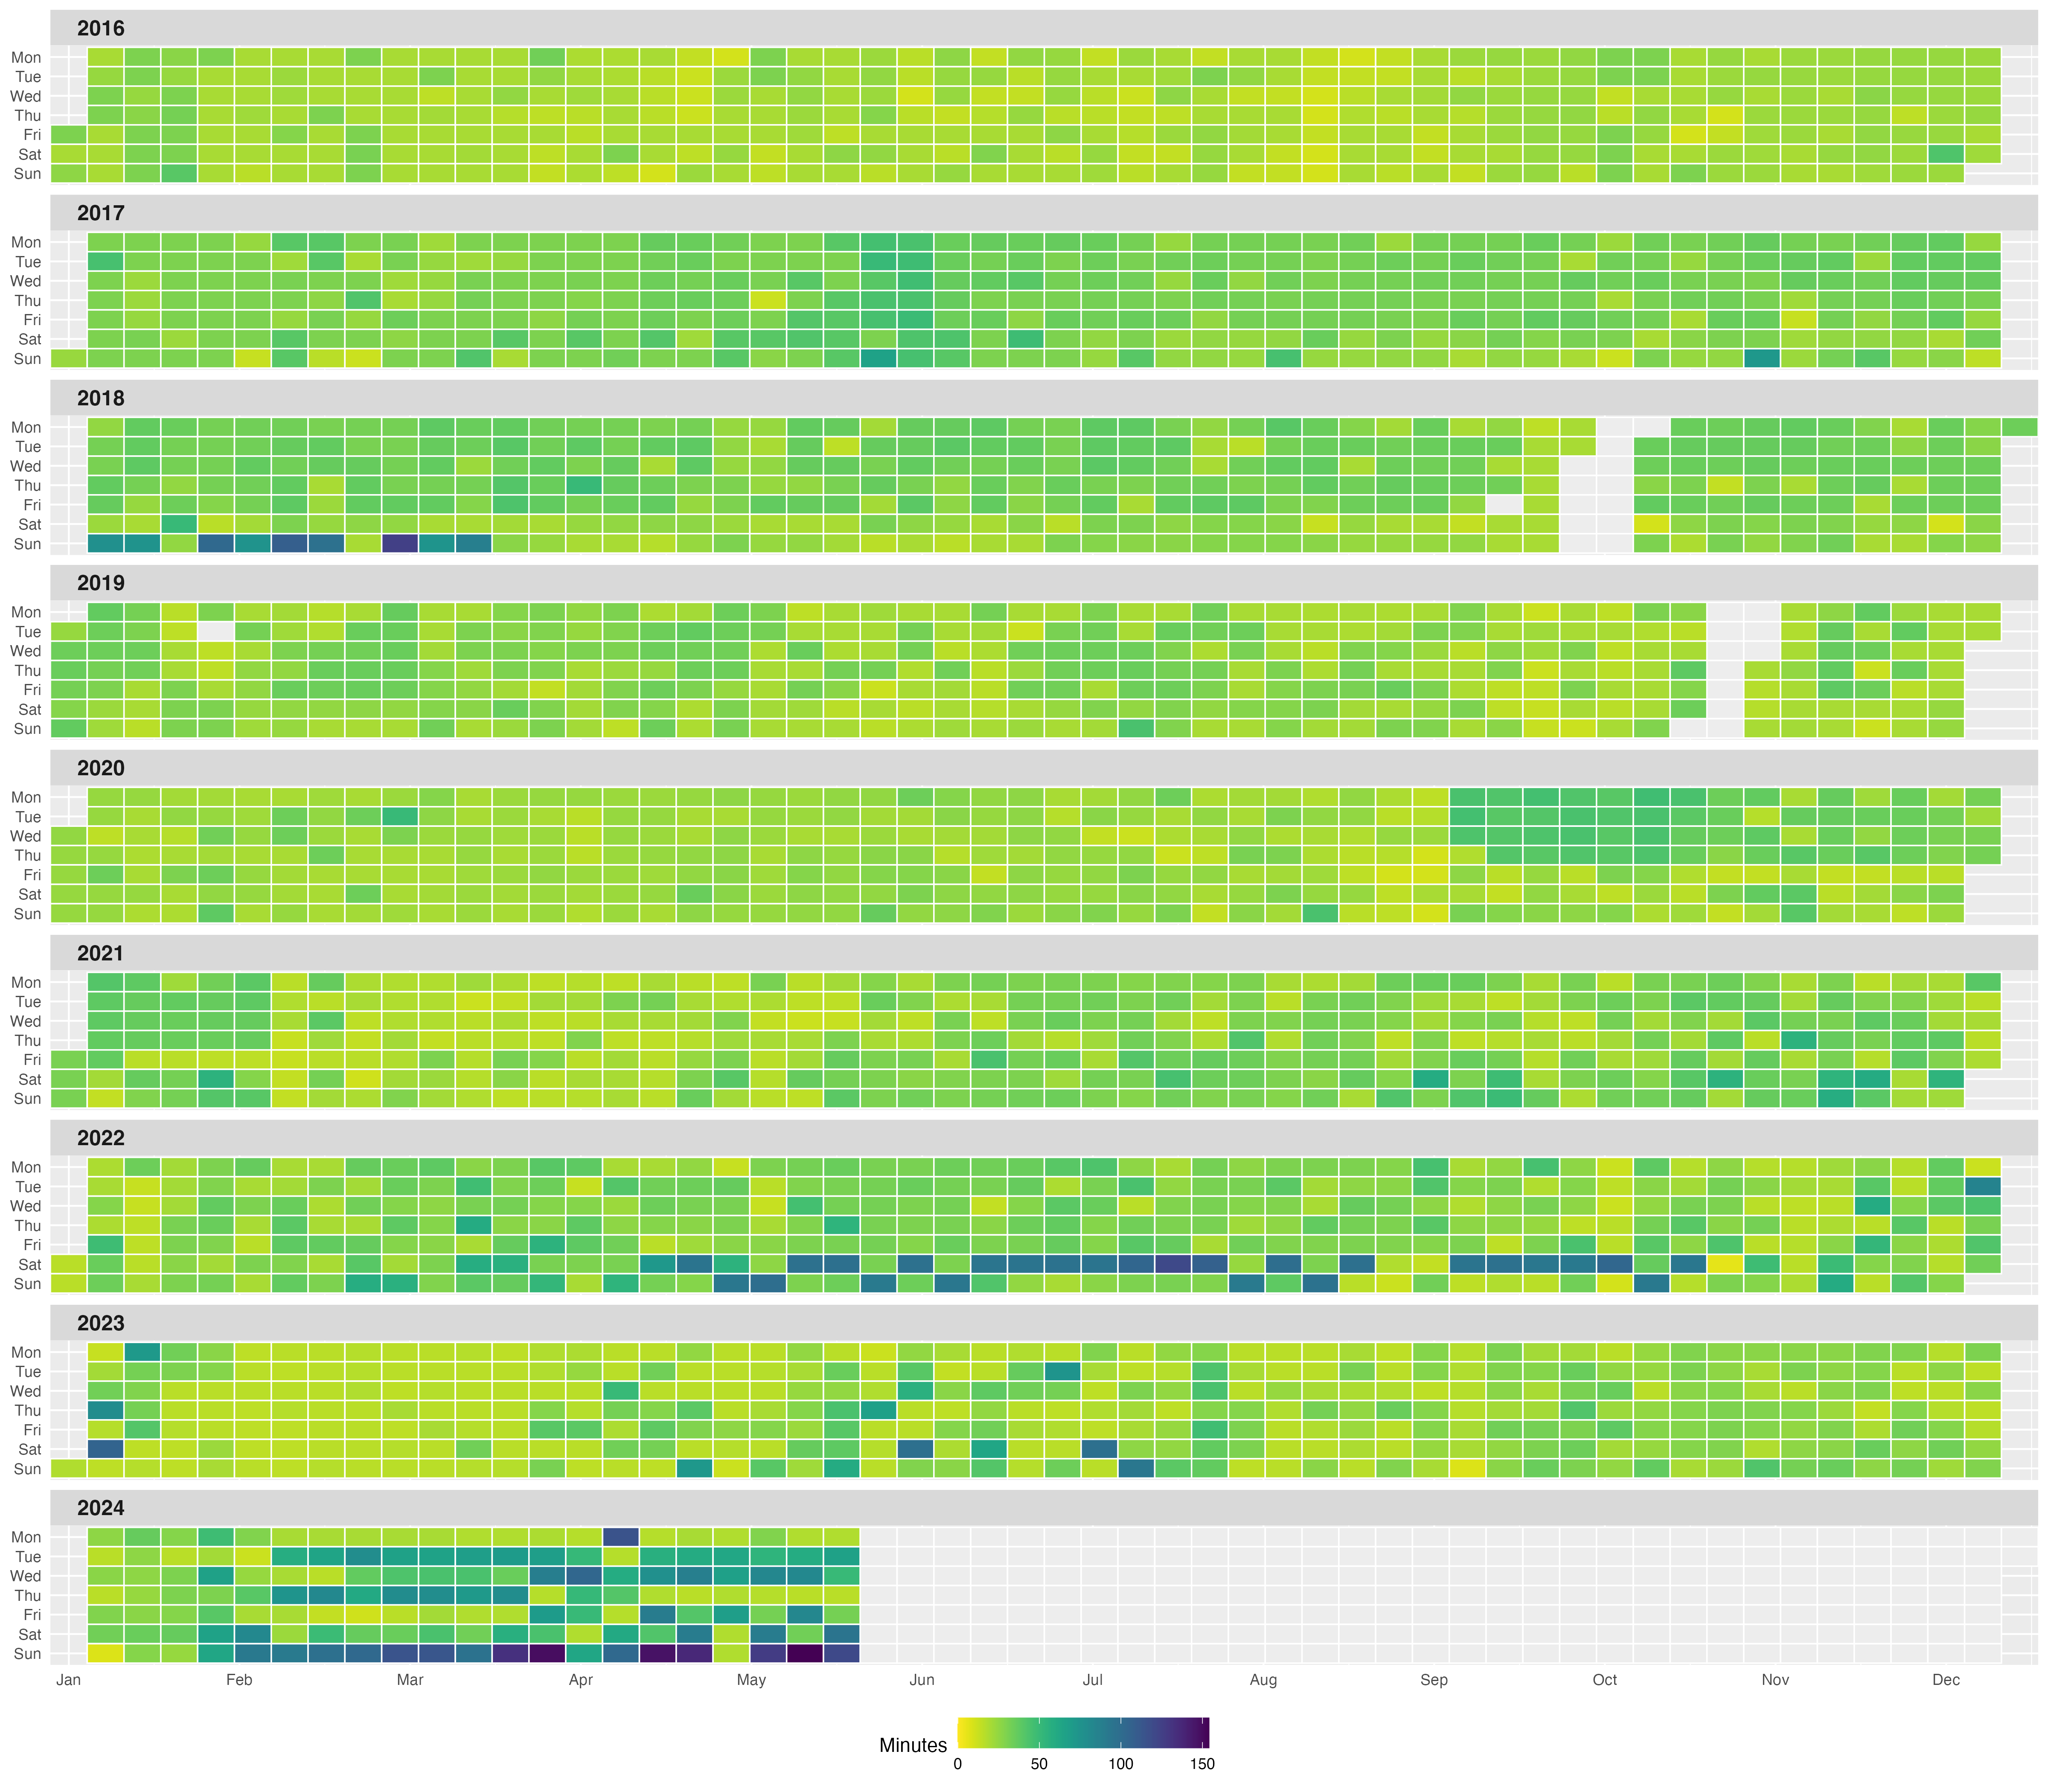 2016
Mon
Tue
Wed
Thu
Fri
Sat
Sun
2017
Mon
Tue
Wed
Thu
Fri
Sat
Sun
2018
Mon
Tue
Wed
Thu
Fri
Sat
Sun
2019
Mon
Tue
Wed
Thu
Fri
Sat
Sun
2020
Mon
Tue
Wed
Thu
Fri
Sat
Sun
2021
Mon
Tue
Wed
Thu
Fri
Sat
Sun
2022
Mon
Tue
Wed
Thu
Fri
Sat
Sun
2023
Mon
Tue
Wed
Thu
Fri
Sat
Sun
2024
Mon
Tue
Wed
Thu
Fri
Sat
Sun
Jan Feb Mar Apr May Jun Jul Aug Sep Oct Nov Dec
Minutes
0 50 100 150